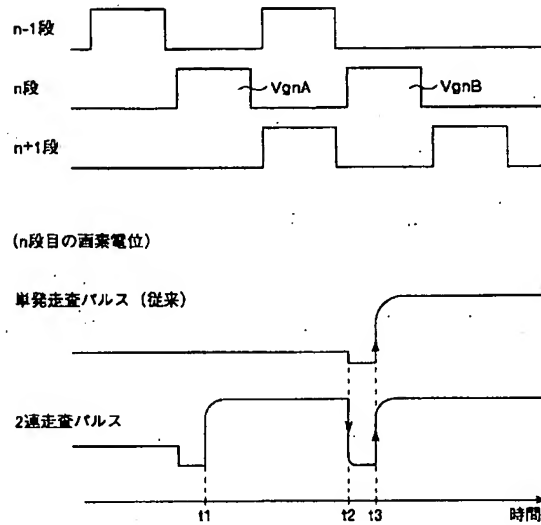 n-1段
n段
VgnA
VgnB
n+1段
(n段目の画素電位)
単発走査パルス (従来)
2連走査パルス
t1
t2
t3
時間